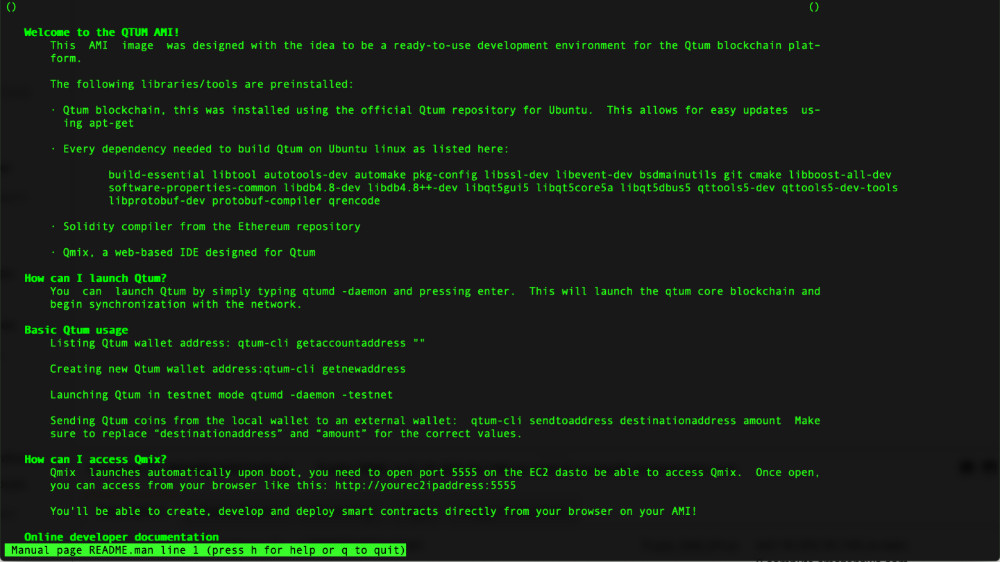 () ()
Welcome to the QTUM AMI!
This  AMI  image  was designed with the idea to be a ready-to-use development environment for the Qtum blockchain plat-
form.
The following libraries/tools are preinstalled:
· Qtum blockchain, this was installed using the official Qtum repository for Ubuntu.  This allows for easy updates  us-
ing apt-get
· Every dependency needed to build Qtum on Ubuntu linux as listed here:
build-essential libtool autotools-dev automake pkg-config libssl-dev libevent-dev bsdmainutils git cmake libboost-all-dev
software-properties-common libdb4.8-dev libdb4.8++-dev libqt5gui5 libqt5core5a libqt5dbus5 qttools5-dev qttools5-dev-tools
libprotobuf-dev protobuf-compiler qrencode
· Solidity compiler from the Ethereum repository
· Qmix, a web-based IDE designed for Qtum
How can I launch Qtum?
You  can  launch Qtum by simply typing qtumd -daemon and pressing enter.  This will launch the qtum core blockchain and
begin synchronization with the network.
Basic Qtum usage
Listing Qtum wallet address: qtum-cli getaccountaddress ""
Creating new Qtum wallet address:qtum-cli getnewaddress
Launching Qtum in testnet mode qtumd -daemon -testnet
Sending Qtum coins from the local wallet to an external wallet:  qtum-cli sendtoaddress destinationaddress amount  Make
sure to replace “destinationaddress” and “amount” for the correct values.
How can I access Qmix?
Qmix  launches automatically upon boot, you need to open port 5555 on the EC2 dasto be able to access Qmix.  Once open,
you can access from your browser like this: http://yourec2ipaddress:5555
You'll be able to create, develop and deploy smart contracts directly from your browser on your AMI!
Online developer documentation
Manual page README.man line 1 (press h for help or q to quit)